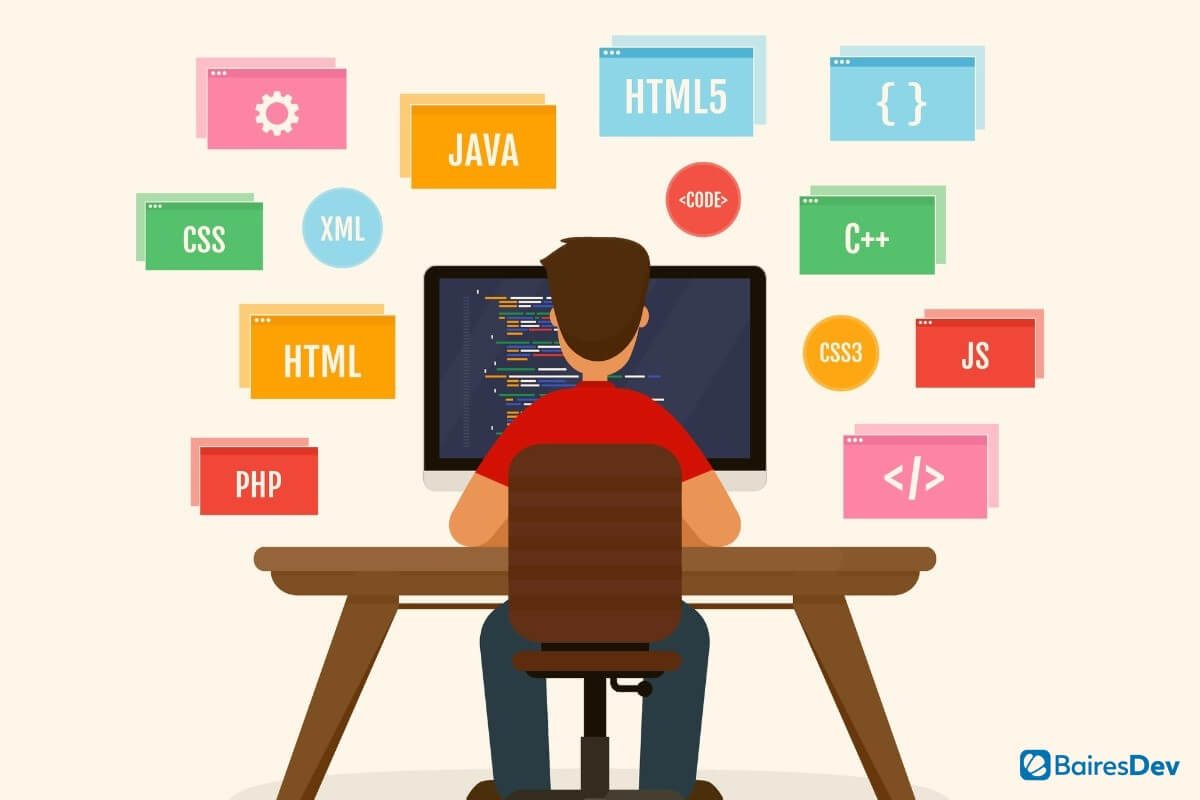 HTML5
{ }
JAVA
<CODE>
CSS
XML
C++
HTML
CSS3
JS
PHP
</>
BairesDev